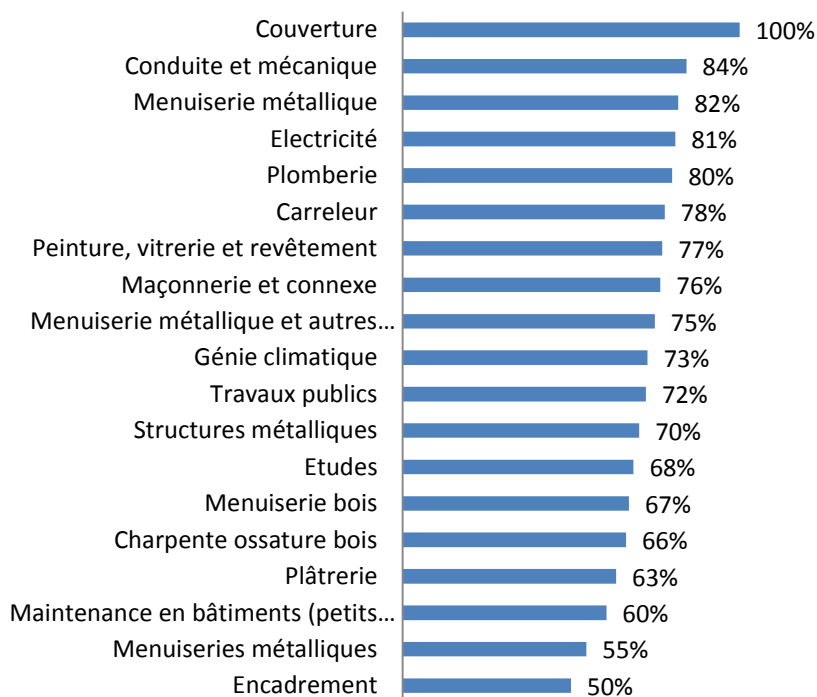 Couverture 100%
Conduite et mécanique 84%
Menuiserie métallique 82%
Electricité 81%
Plomberie 80%
Carreleur 78%
Peinture, vitrerie et revêtement 77%
Maçonnerie et connexe 76%
Menuiserie métallique et autres... 75%
Génie climatique 73%
Travaux publics 72%
Structures métalliques 70%
Etudes 68%
Menuiserie bois 67%
Charpente ossature bois 66%
Plâtrerie 63%
Maintenance en bâtiments (petits... 60%
Menuiseries métalliques 55%
Encadrement 50%